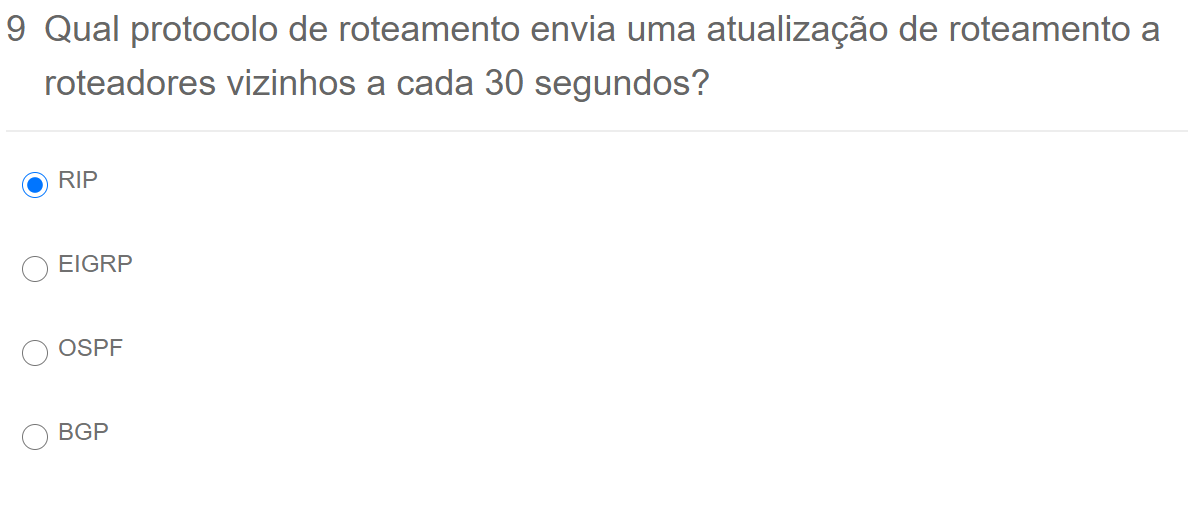 9 Qual protocolo de roteamento envia uma atualização de roteamento a
roteadores vizinhos a cada 30 segundos?
RIP
EIGRP
OSPF
BGP